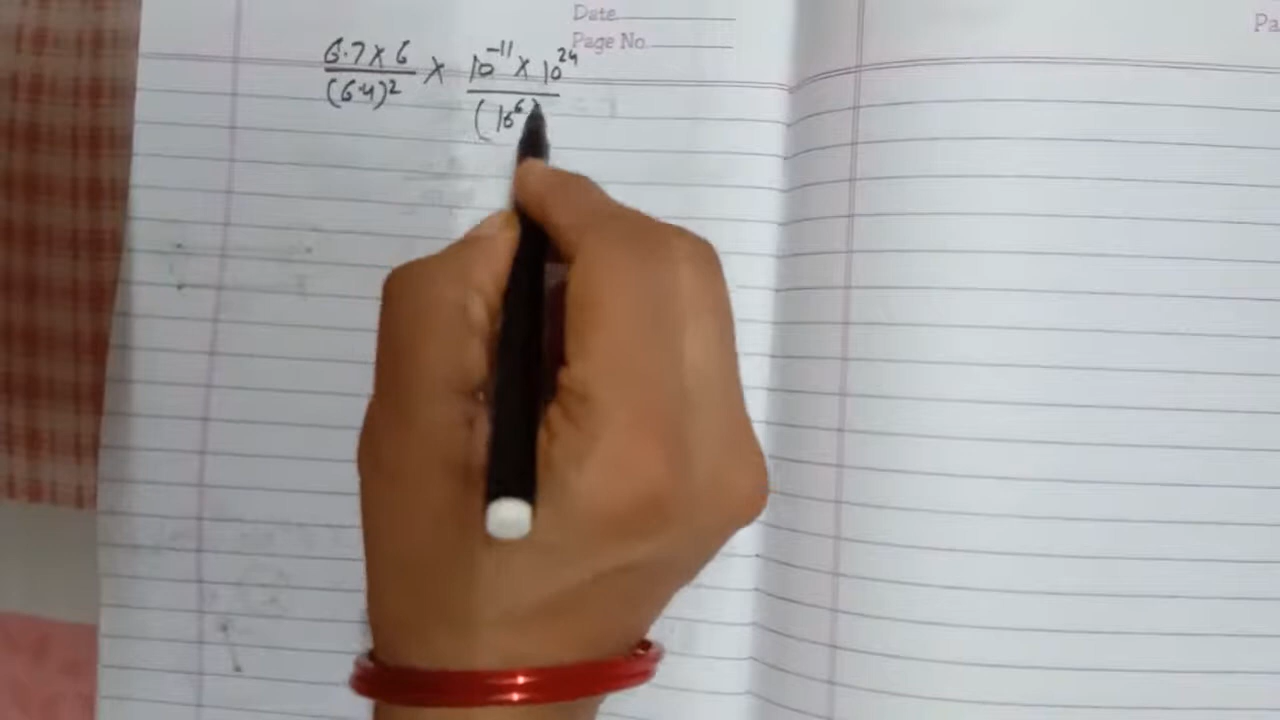 Date
Page No.
Pa
6.7 × 6 / (6.4)² × 10⁻¹¹ × 10²⁴ / (10⁶)